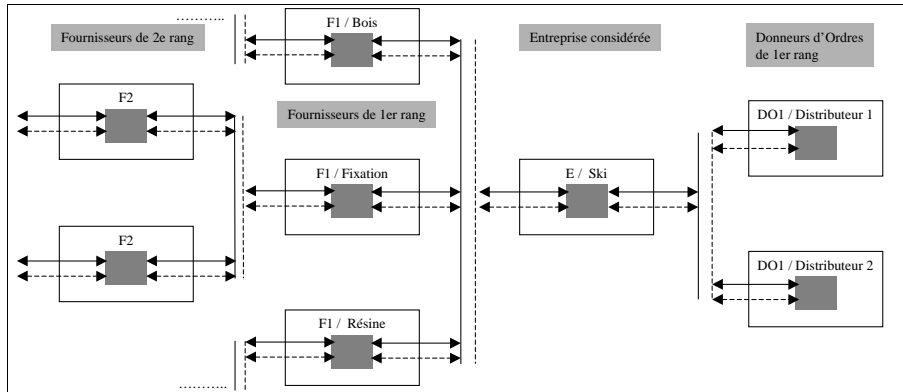 ...........
F1 / Bois
Fournisseurs de 2e rang
Entreprise considérée
Donneurs d’Ordres
de 1er rang
F2
Fournisseurs de 1er rang
DO1 / Distributeur 1
F1 / Fixation
E / Ski
F2
DO1 / Distributeur 2
F1 / Résine
...........